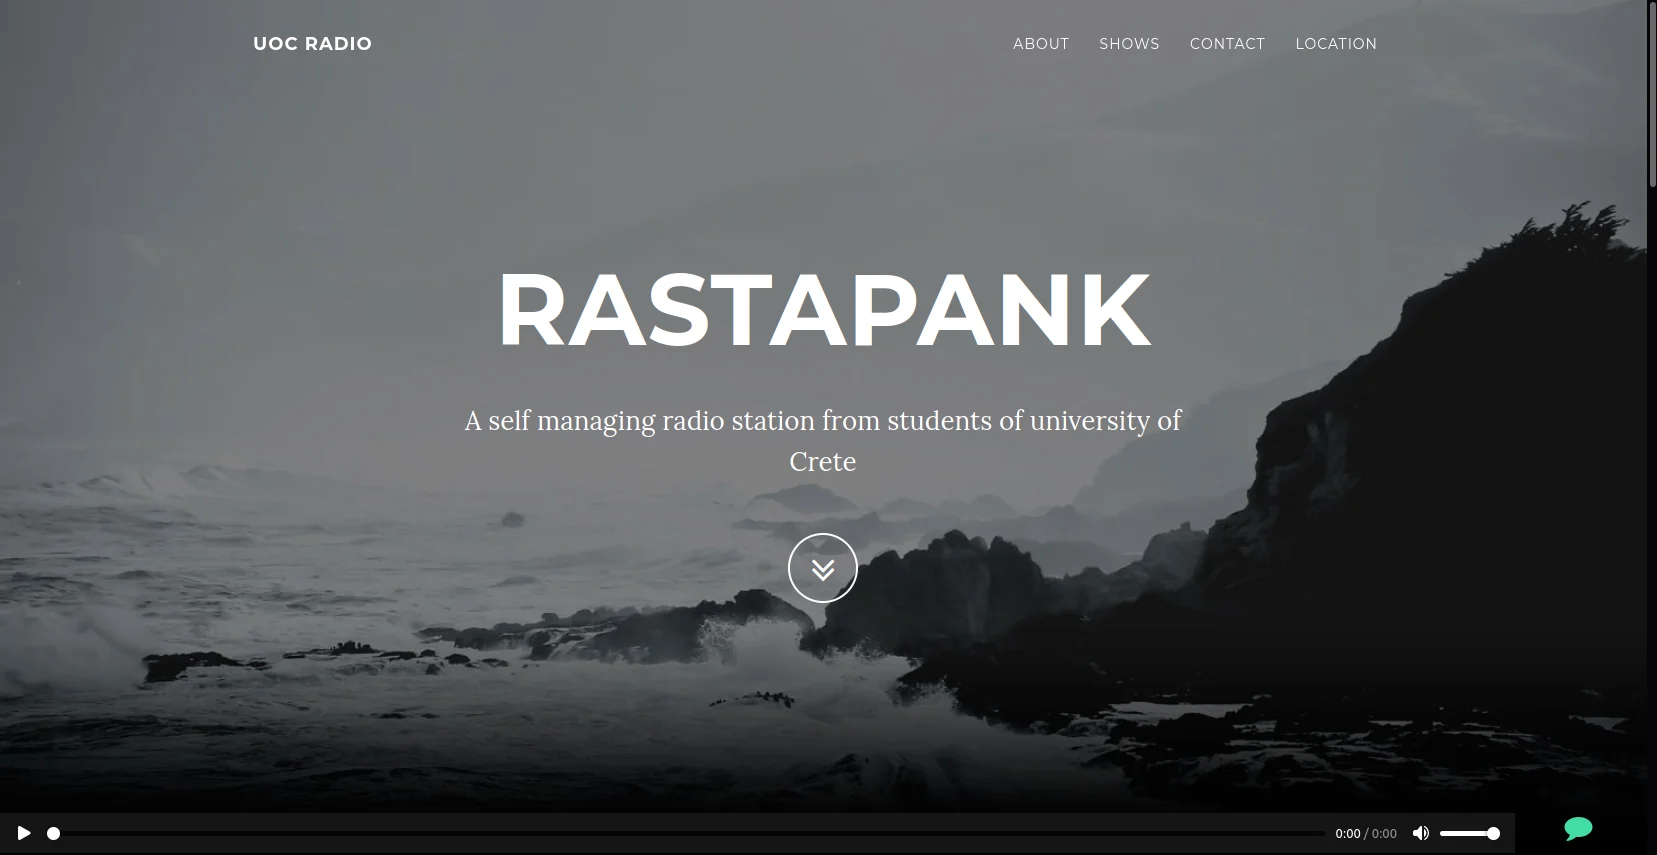 UOC RADIO
ABOUT SHOWS CONTACT LOCATION
RASTAPANK
A self managing radio station from students of university of
Crete
0:00 / 0:00